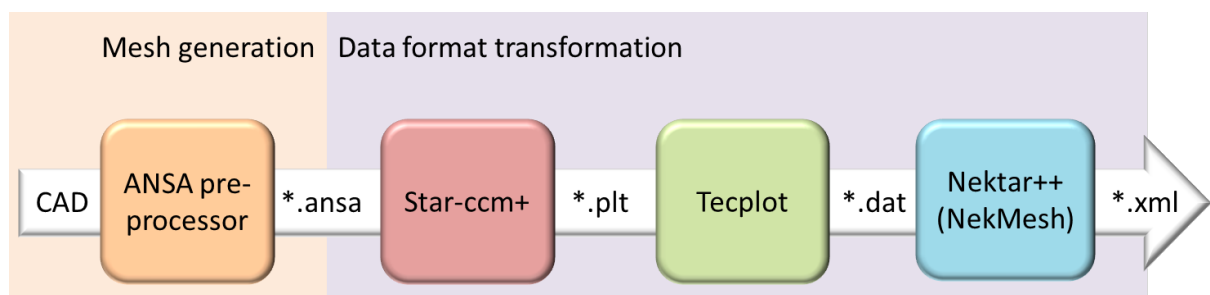 Mesh generation
Data format transformation
CAD
ANSA pre-
processor
*.ansa
Star-ccm+
*.plt
Tecplot
*.dat
Nektar++
(NekMesh)
*.xml